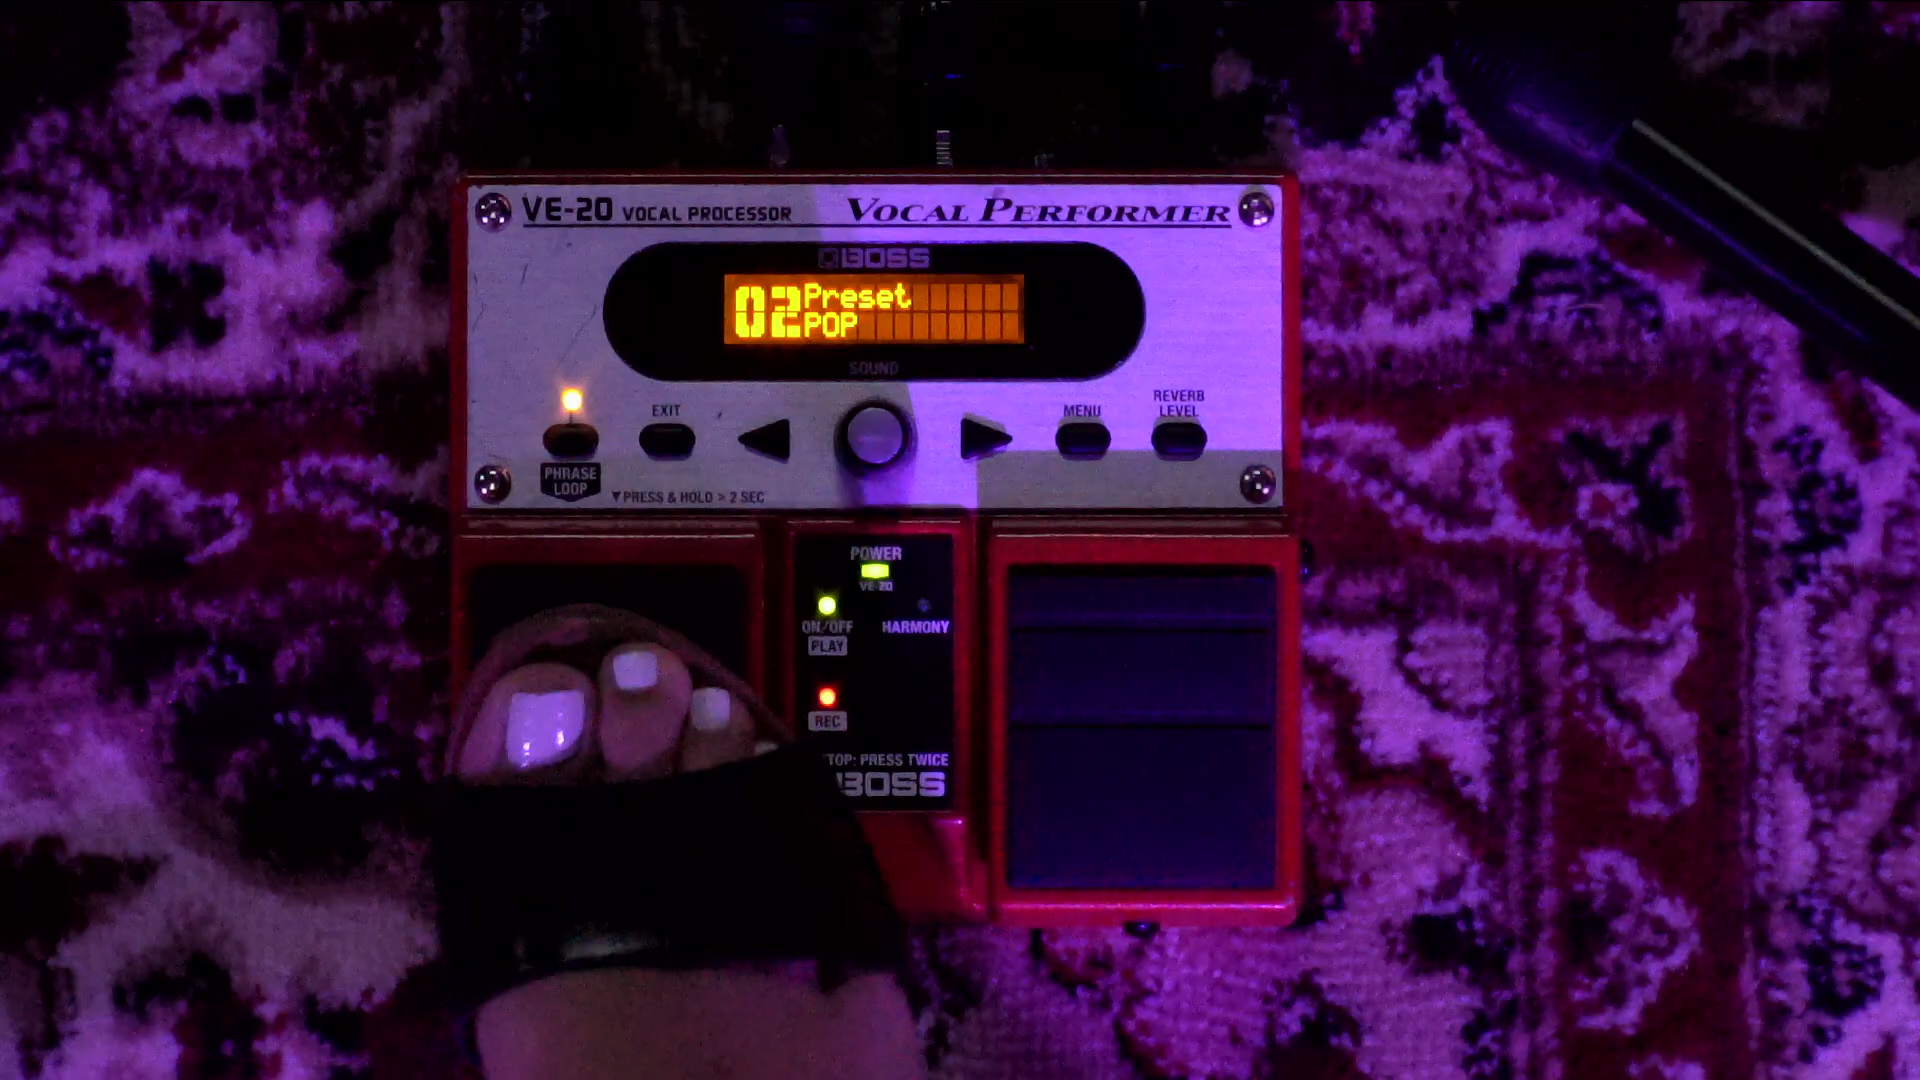 VE-20 VOCAL PROCESSOR VOCAL PERFORMER
BOSS
02 Preset
POP
SOUND
EXIT
MENU
REVERB
LEVEL
PHRASE
LOOP
▼PRESS & HOLD > 2 SEC
POWER
VE-20
ON/OFF
HARMONY
PLAY
REC
TOP: PRESS TWICE
BOSS